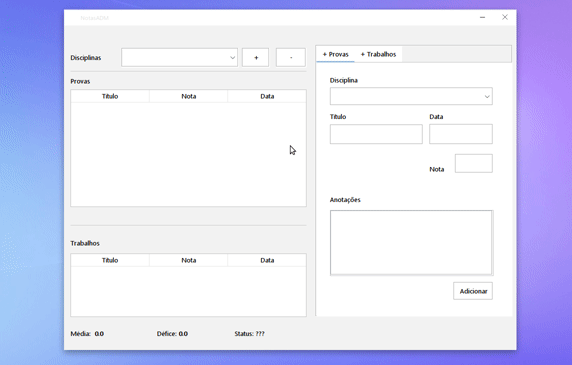 Disciplinas
+
-
Provas
Título Nota Data
Trabalhos
Título Nota Data
Média: 0.0 Défice: 0.0 Status: ???
+ Provas + Trabalhos
Disciplina
Título Data
Nota
Anotações
Adicionar